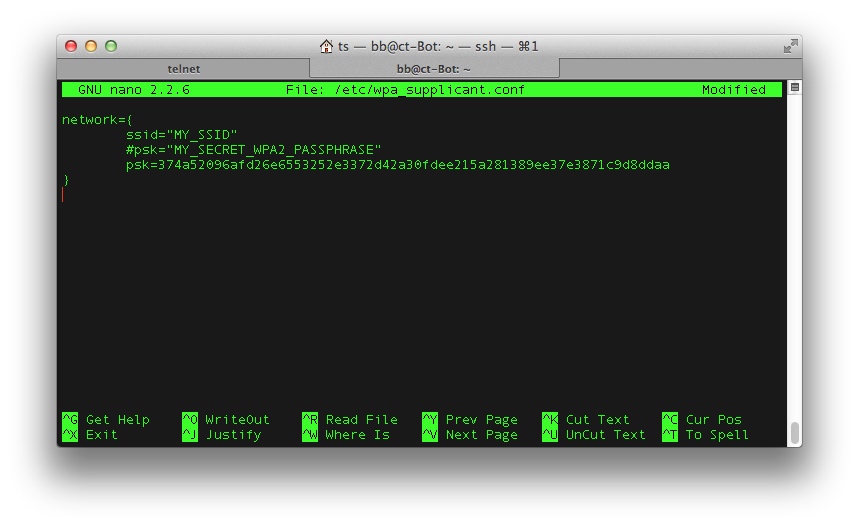 ts — bb@ct-Bot: ~ — ssh — ⌘1
telnet bb@ct-Bot: ~
GNU nano 2.2.6 File: /etc/wpa_supplicant.conf Modified
network={
ssid="MY_SSID"
#psk="MY_SECRET_WPA2_PASSPHRASE"
psk=374a52096afd26e6553252e3372d42a30fdee215a281389ee37e3871c9d8ddaa
}
^G Get Help ^O WriteOut ^R Read File ^Y Prev Page ^K Cut Text ^C Cur Pos
^X Exit ^J Justify ^W Where Is ^V Next Page ^U UnCut Text ^T To Spell